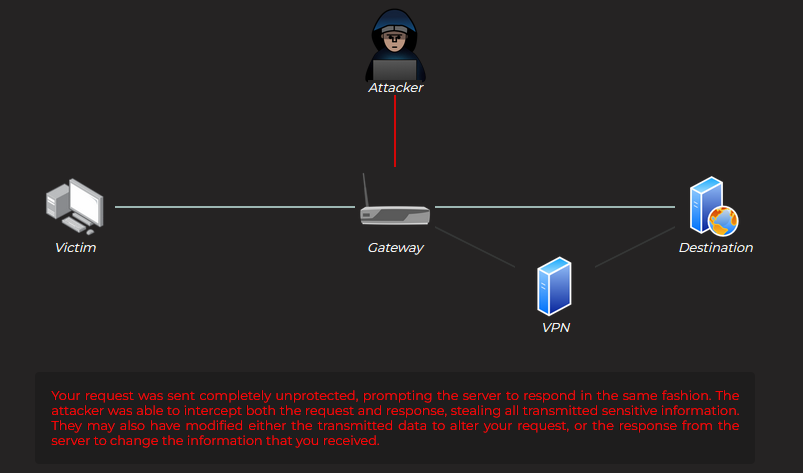 Attacker
Victim
Gateway
Destination
VPN
Your request was sent completely unprotected, prompting the server to respond in the same fashion. The
attacker was able to intercept both the request and response, stealing all transmitted sensitive information.
They may also have modified either the transmitted data to alter your request, or the response from the
server to change the information that you received.